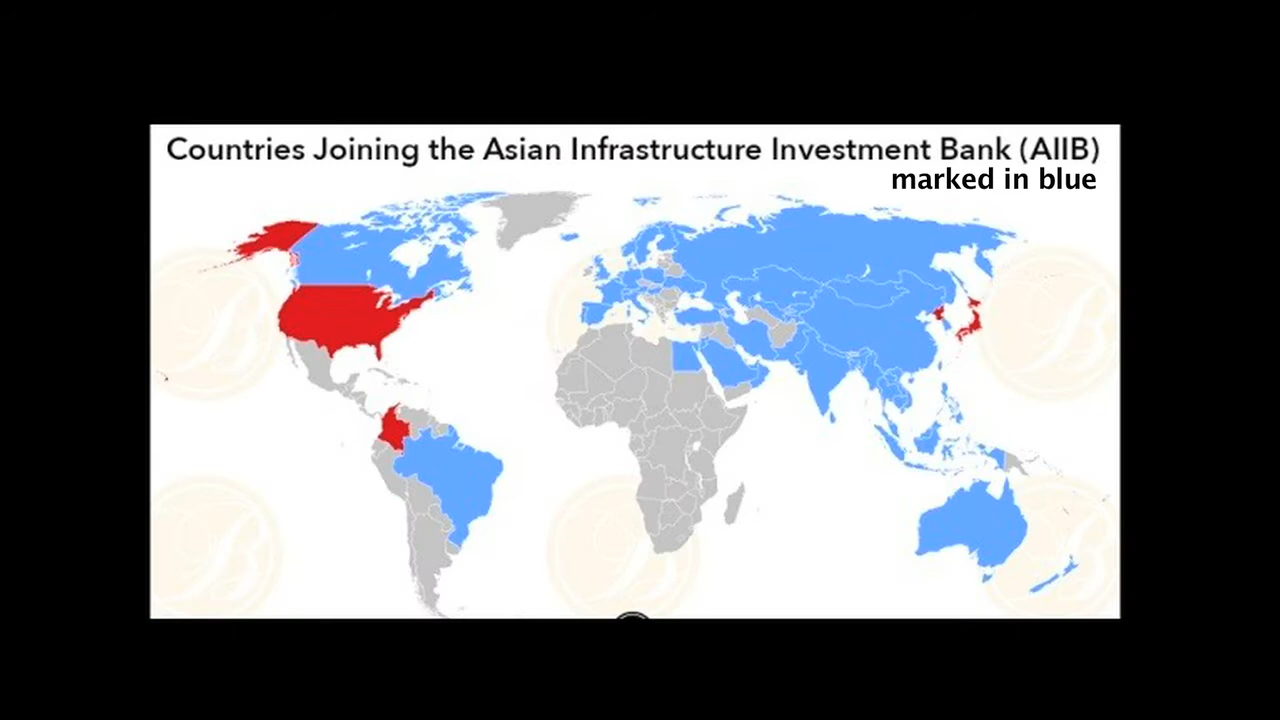 Countries Joining the Asian Infrastructure Investment Bank (AIIB)
marked in blue